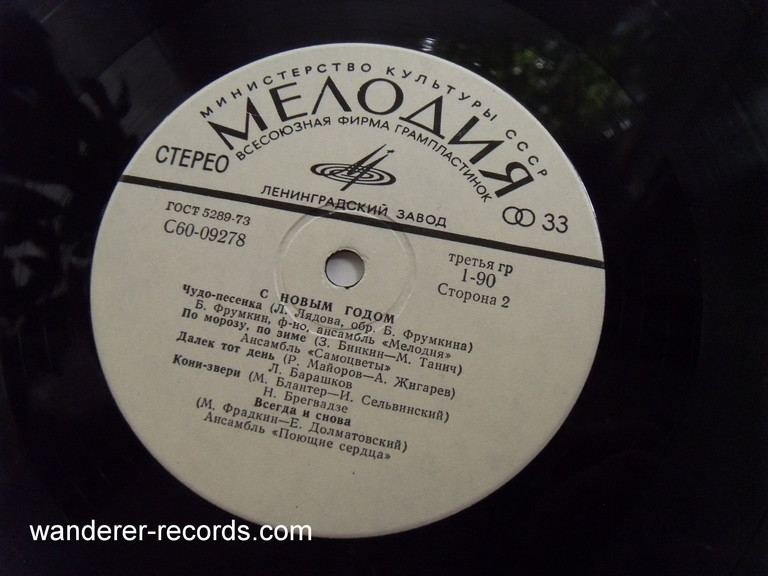 МИНИСТЕРСТВО КУЛЬТУРЫ СССР
МЕЛОДИЯ
ВСЕСОЮЗНАЯ ФИРМА ГРАМПЛАСТИНОК
СТЕРЕО
ЛЕНИНГРАДСКИЙ ЗАВОД
33
ГОСТ 5289-73
С60-09278
третья гр
1-90
Сторона 2
С НОВЫМ ГОДОМ
Чудо-песенка (Л. Лядова, обр. Б. Фрумкина)
Б. Фрумкин, ф-но, ансамбль «Мелодия»
По морозу, по зиме (З. Бинкин—М. Танич)
Ансамбль «Самоцветы»
Далек тот день (Р. Майоров—А. Жигарев)
Л. Барашков
Кони-звери (М. Блантер—И. Сельвинский)
Н. Брегвадзе
Всегда и снова
(М. Фрадкин—Е. Долматовский)
Ансамбль «Поющие сердца»
wanderer-records.com